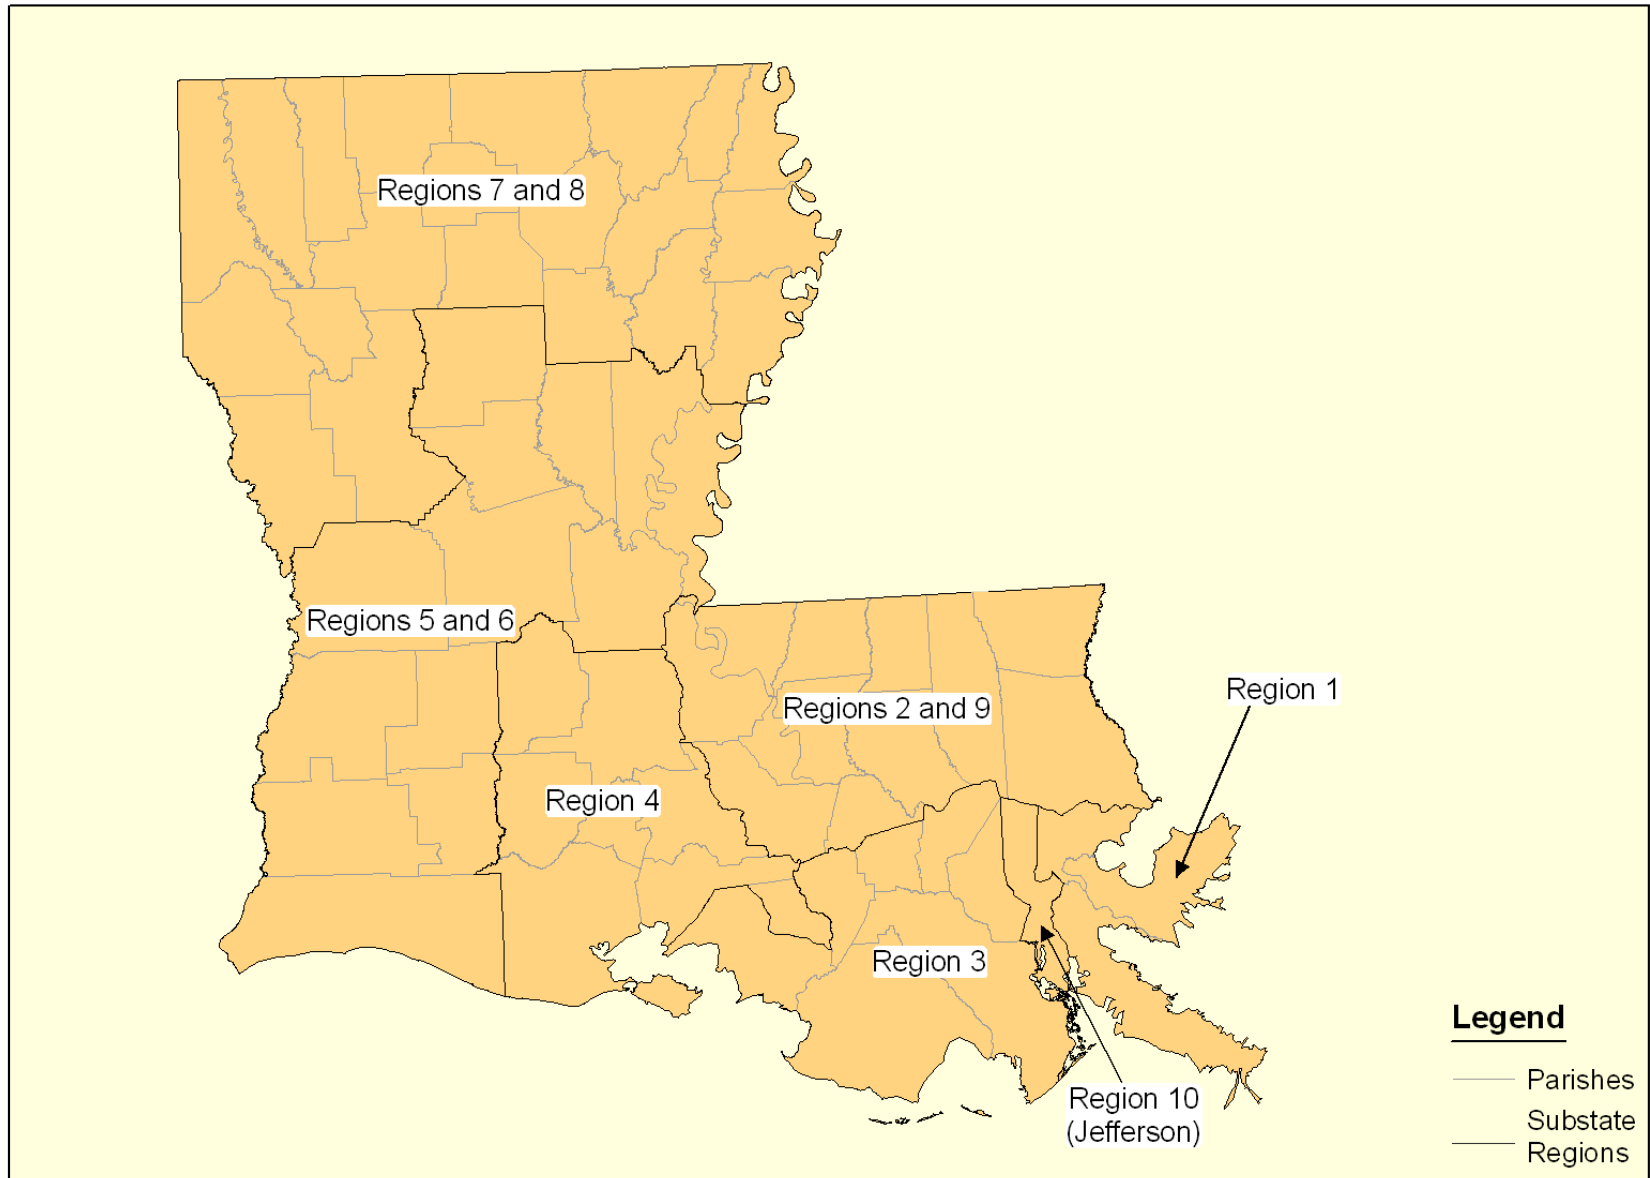 Regions 7 and 8
Regions 5 and 6
Regions 2 and 9
Region 1
Region 4
Region 3
Region 10
(Jefferson)
Legend
Parishes
Substate
Regions